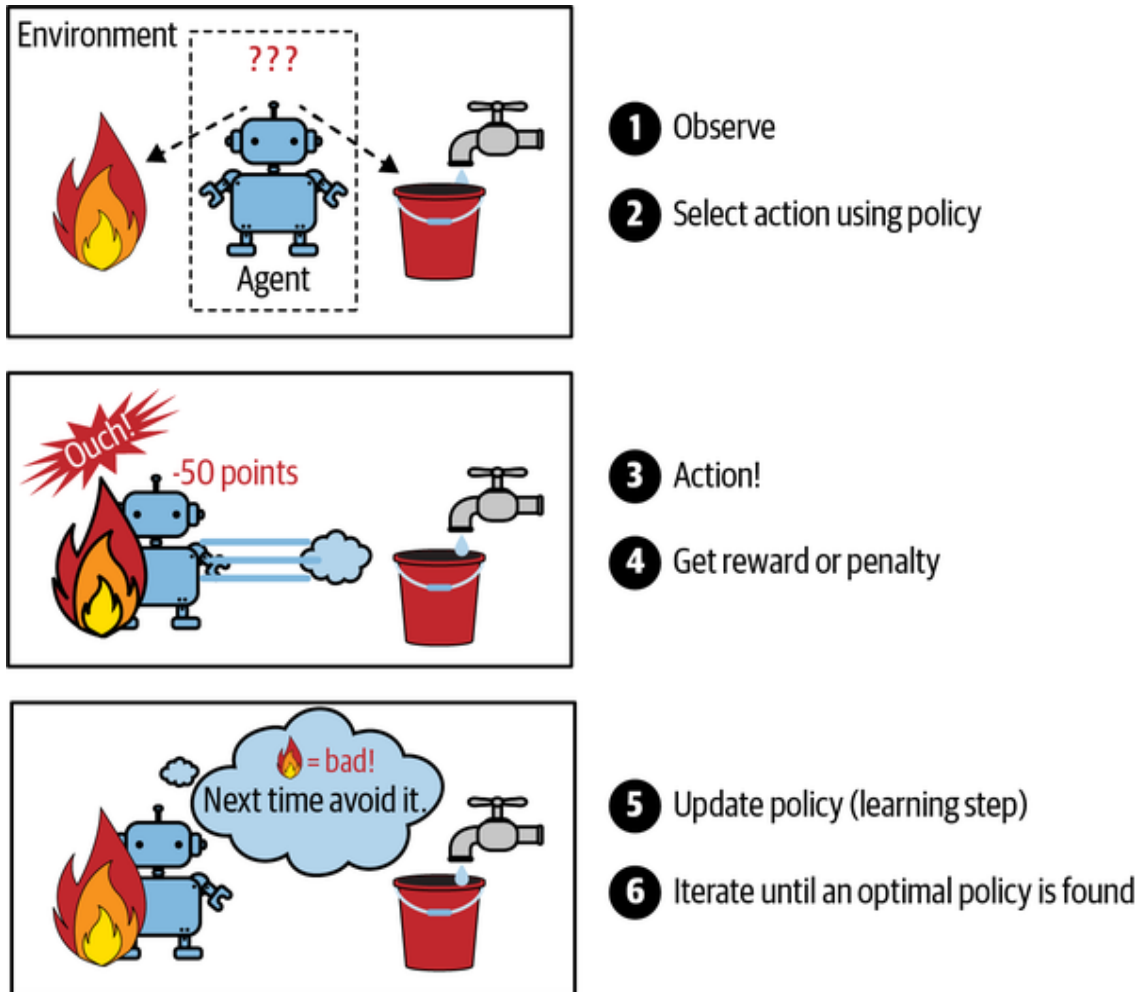 Environment
???
Agent
1 Observe
2 Select action using policy
Ouch!
-50 points
3 Action!
4 Get reward or penalty
= bad!
Next time avoid it.
5 Update policy (learning step)
6 Iterate until an optimal policy is found